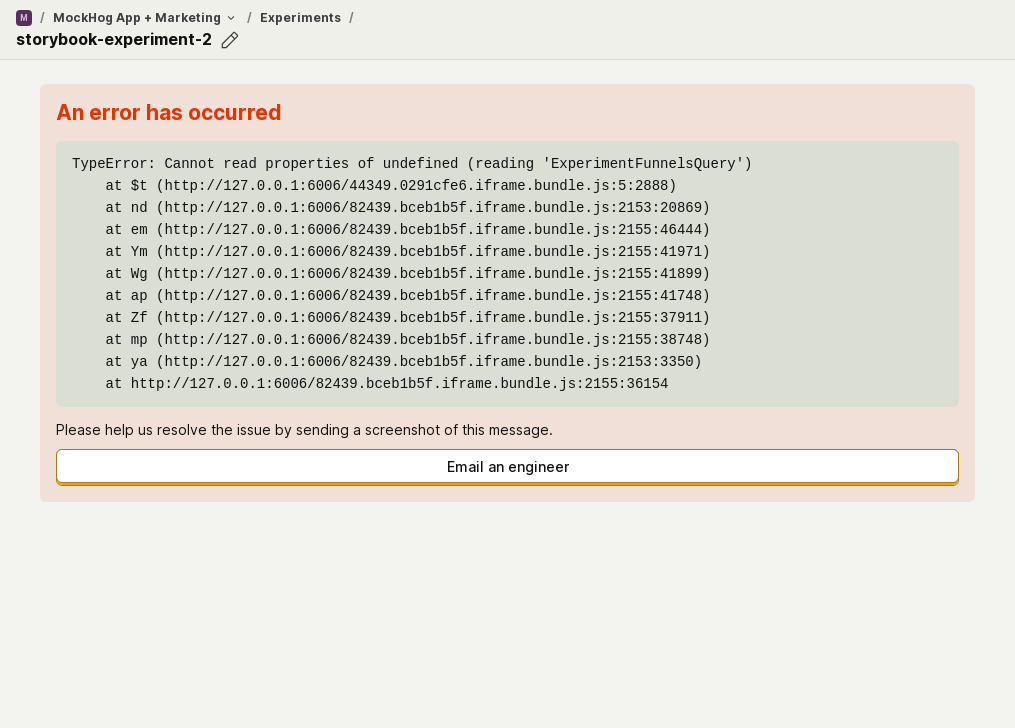 M / MockHog App + Marketing / Experiments /
storybook-experiment-2
An error has occurred
TypeError: Cannot read properties of undefined (reading 'ExperimentFunnelsQuery')
    at $t (http://127.0.0.1:6006/44349.0291cfe6.iframe.bundle.js:5:2888)
    at nd (http://127.0.0.1:6006/82439.bceb1b5f.iframe.bundle.js:2153:20869)
    at em (http://127.0.0.1:6006/82439.bceb1b5f.iframe.bundle.js:2155:46444)
    at Ym (http://127.0.0.1:6006/82439.bceb1b5f.iframe.bundle.js:2155:41971)
    at Wg (http://127.0.0.1:6006/82439.bceb1b5f.iframe.bundle.js:2155:41899)
    at ap (http://127.0.0.1:6006/82439.bceb1b5f.iframe.bundle.js:2155:41748)
    at Zf (http://127.0.0.1:6006/82439.bceb1b5f.iframe.bundle.js:2155:37911)
    at mp (http://127.0.0.1:6006/82439.bceb1b5f.iframe.bundle.js:2155:38748)
    at ya (http://127.0.0.1:6006/82439.bceb1b5f.iframe.bundle.js:2153:3350)
    at http://127.0.0.1:6006/82439.bceb1b5f.iframe.bundle.js:2155:36154
Please help us resolve the issue by sending a screenshot of this message.
Email an engineer